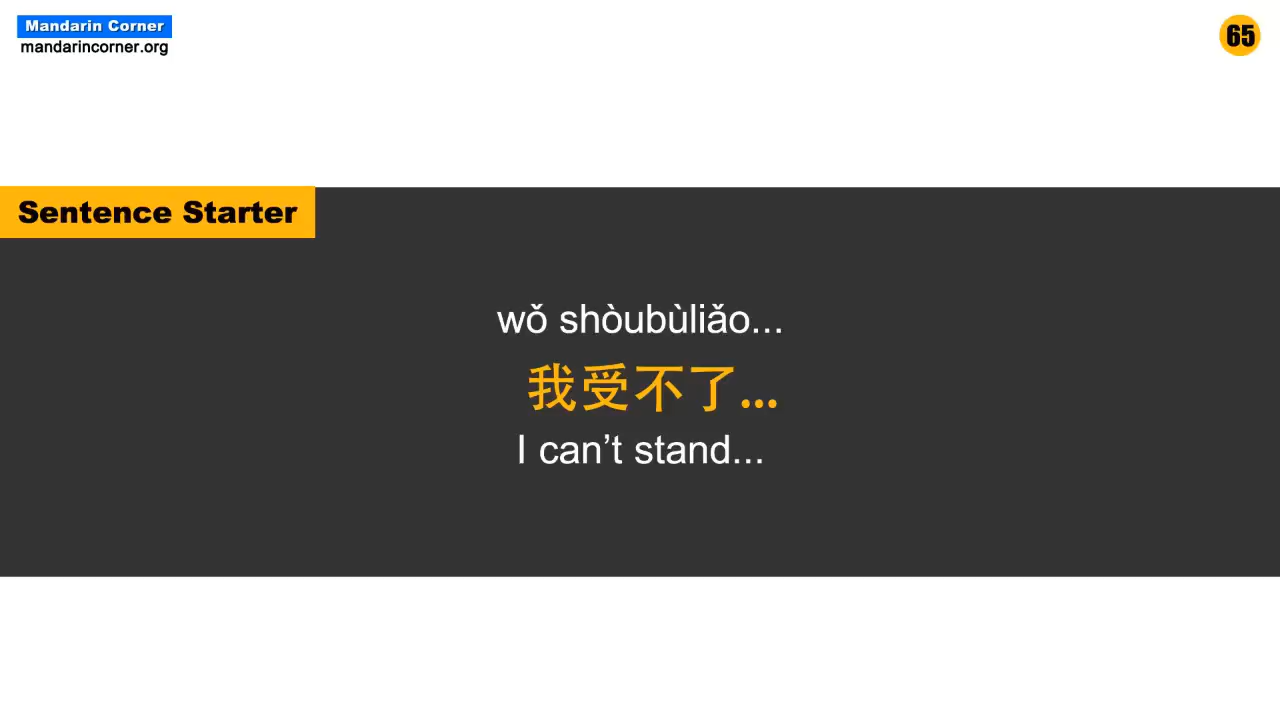 Mandarin Corner
mandarincorner.org
65
Sentence Starter
wǒ shòubùliǎo...
我受不了...
I can’t stand...